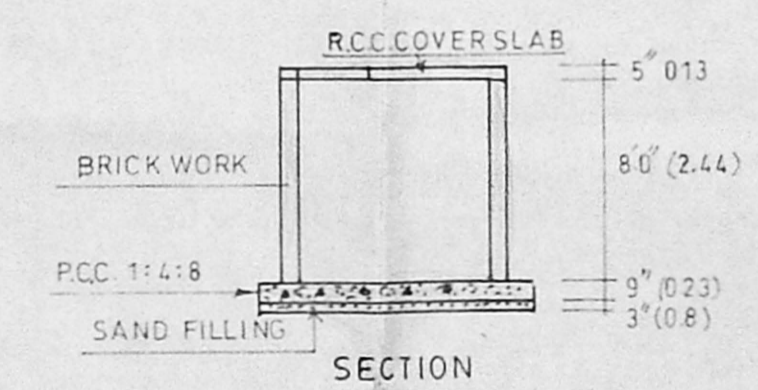 R.C.C.COVER SLAB
5" 013
BRICK WORK
8'0" (2.44)
P.C.C. 1:4:8
9" (0.23)
3" (0.8)
SAND FILLING
SECTION